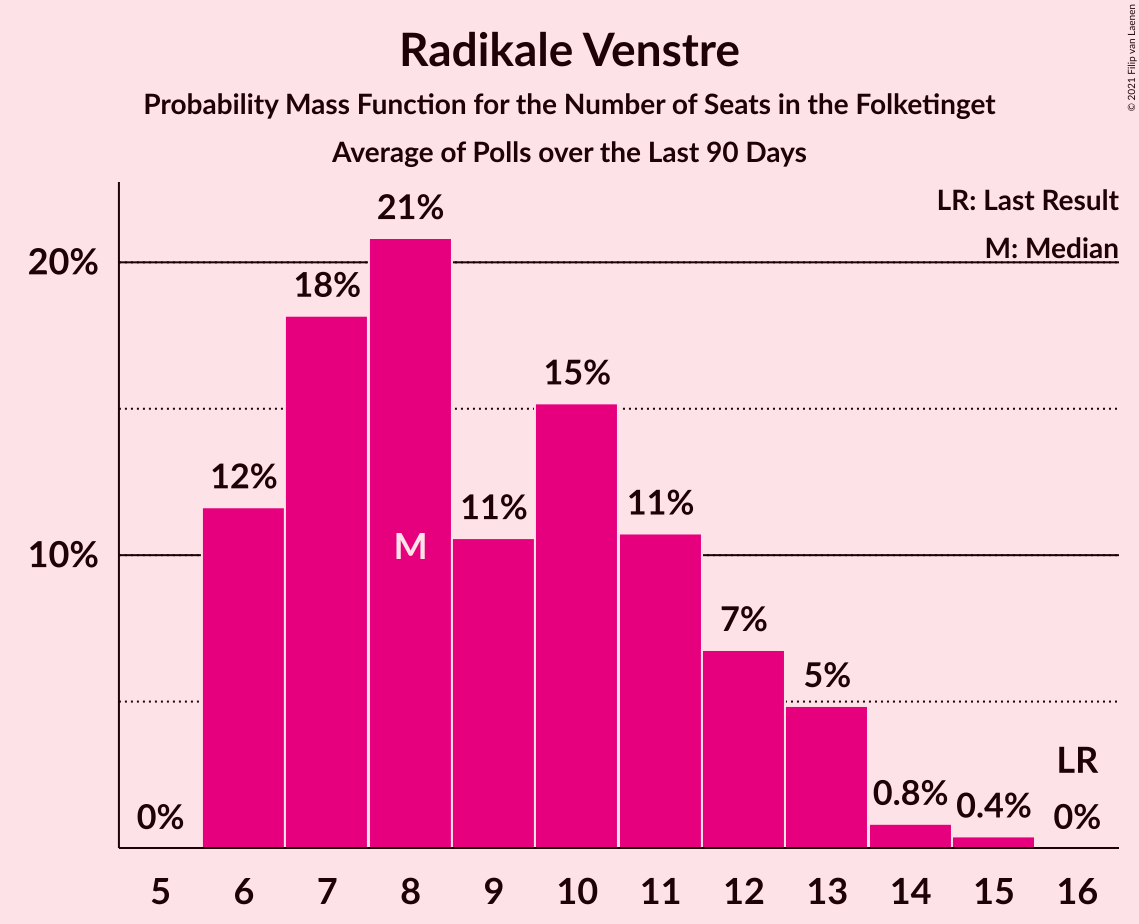 Radikale Venstre
Probability Mass Function for the Number of Seats in the Folketinget
Average of Polls over the Last 90 Days
© 2021 Filip van Laenen
LR: Last Result
M: Median
20%
10%
0%
12%
18%
21%
11%
15%
11%
7%
5%
0.8%
0.4%
0%
M
LR
5 6 7 8 9 10 11 12 13 14 15 16